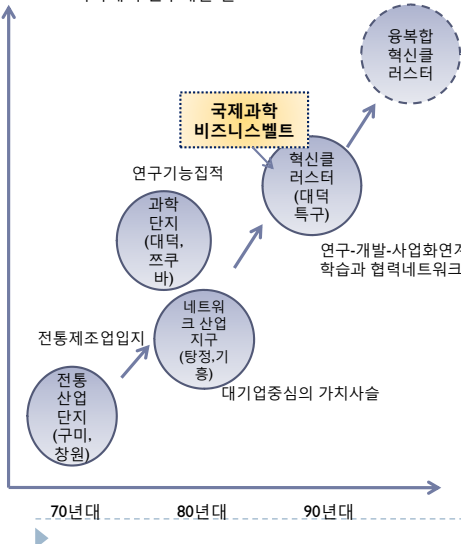 융복합
혁신클
러스터
국제과학
비즈니스벨트
혁신클
러스터
(대덕
특구)
연구기능집적
과학
단지
(대덕,
쯔쿠
바)
연구-개발-사업화연계
학습과 협력네트워크
네트워
크 산업
지구
(탕정,기
흥)
전통제조업입지
대기업중심의 가치사슬
전통
산업
단지
(구미,
창원)
70년대 80년대 90년대